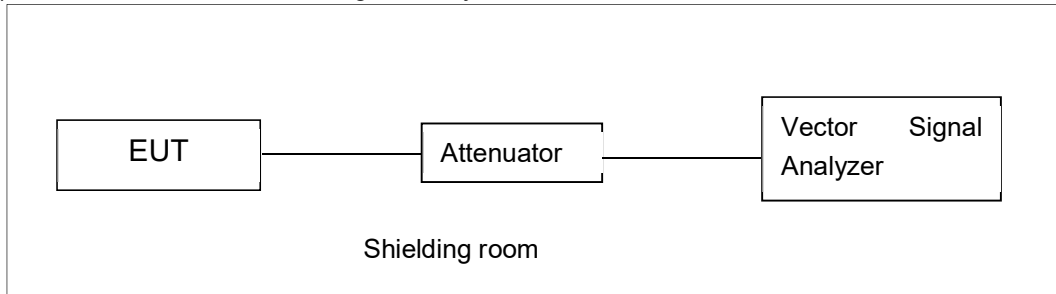 EUT
Attenuator
Vector Signal
Analyzer
Shielding room